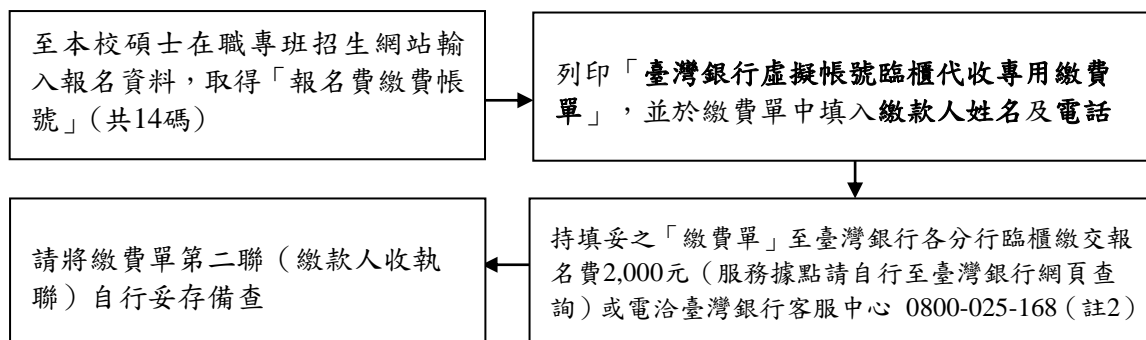 至本校碩士在職專班招生網站輸
入報名資料，取得「報名費繳費帳
號」(共14碼)
列印「臺灣銀行虛擬帳號臨櫃代收專用繳費
單」，並於繳費單中填入繳款人姓名及電話
持填妥之「繳費單」至臺灣銀行各分行臨櫃繳交報
名費2,000元（服務據點請自行至臺灣銀行網頁查
詢）或電洽臺灣銀行客服中心 0800-025-168（註2）
請將繳費單第二聯（繳款人收執
聯）自行妥存備查